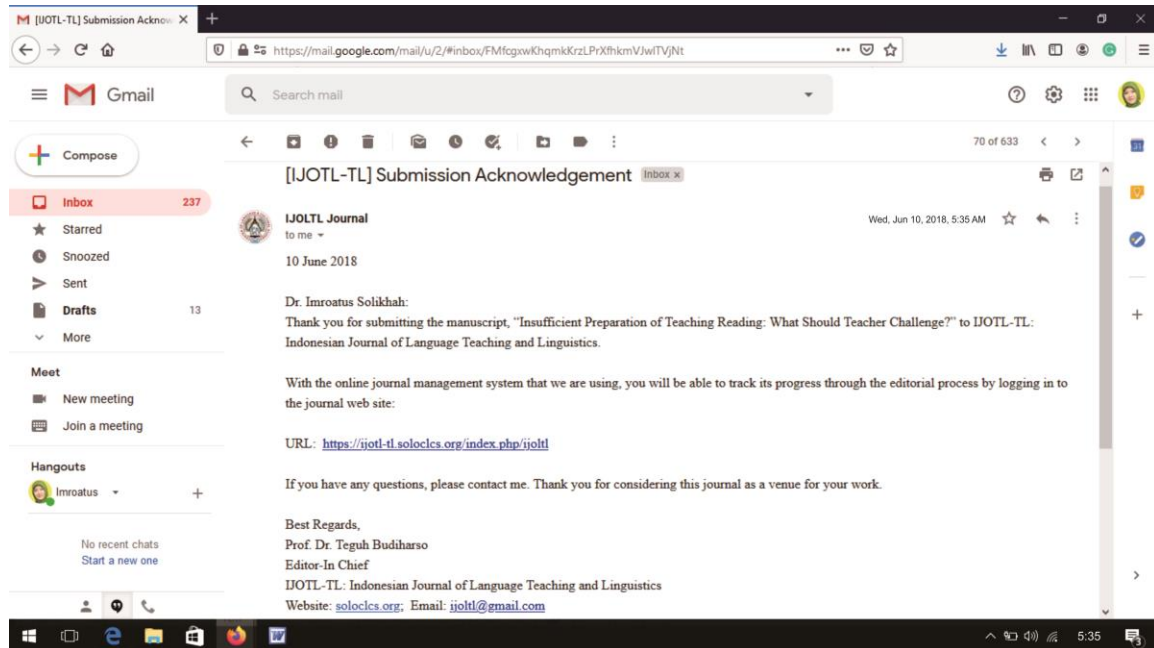 [IJOTL-TL] Submission Acknow
https://mail.google.com/mail/u/2/#inbox/FMfcgxwKhqmkKrzLPrXfhkmVJwlTVjNt
Gmail
Search mail
Compose
70 of 633
[IJOTL-TL] Submission Acknowledgement Inbox x
Inbox 237
Starred
Snoozed
Sent
Drafts 13
More
Meet
New meeting
Join a meeting
Hangouts
Imroatus
No recent chats
Start a new one
IJOLTL Journal Wed, Jun 10, 2018, 5:35 AM
to me
10 June 2018
Dr. Imroatus Solikhah:
Thank you for submitting the manuscript, “Insufficient Preparation of Teaching Reading: What Should Teacher Challenge?” to IJOTL-TL:
Indonesian Journal of Language Teaching and Linguistics.
With the online journal management system that we are using, you will be able to track its progress through the editorial process by logging in to
the journal web site:
URL: https://ijotl-tl.soloclcs.org/index.php/ijoltl
If you have any questions, please contact me. Thank you for considering this journal as a venue for your work.
Best Regards,
Prof. Dr. Teguh Budiharso
Editor-In Chief
IJOTL-TL: Indonesian Journal of Language Teaching and Linguistics
Website: soloclcs.org; Email: ijoltl@gmail.com
31
5:35
3